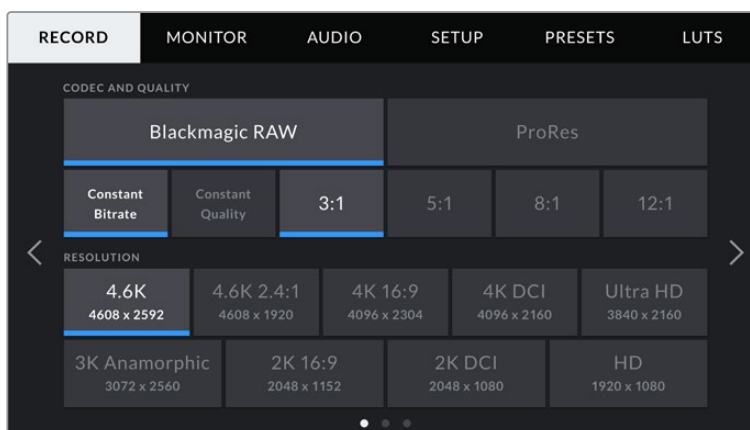 RECORD MONITOR AUDIO SETUP PRESETS LUTS
CODEC AND QUALITY
Blackmagic RAW ProRes
Constant Bitrate Constant Quality 3:1 5:1 8:1 12:1
RESOLUTION
4.6K 4.6K 2.4:1 4K 16:9 4K DCI Ultra HD
4608 x 2592 4608 x 1920 4096 x 2304 4096 x 2160 3840 x 2160
3K Anamorphic 2K 16:9 2K DCI HD
3072 x 2560 2048 x 1152 2048 x 1080 1920 x 1080